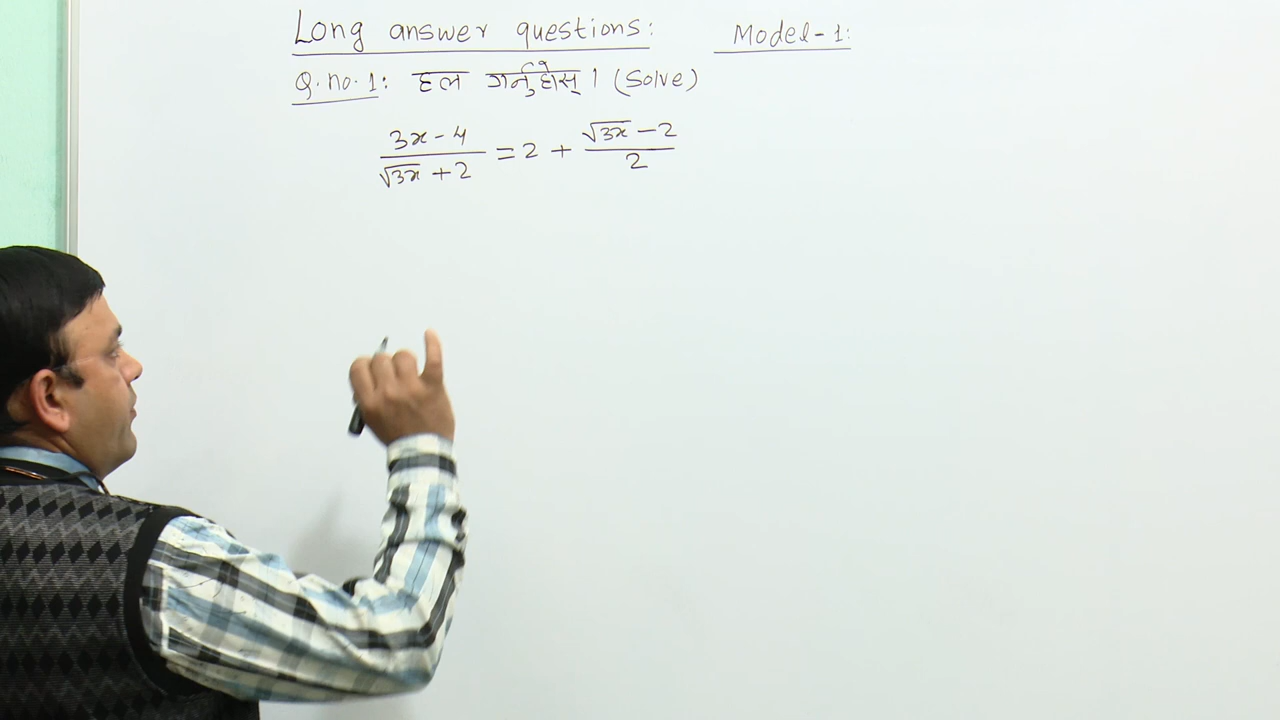 Long answer questions: Model-1:
Q.no.1: हल गर्नुहोस् । (Solve)
(3x-4)/(√3x+2) = 2 + (√3x-2)/2